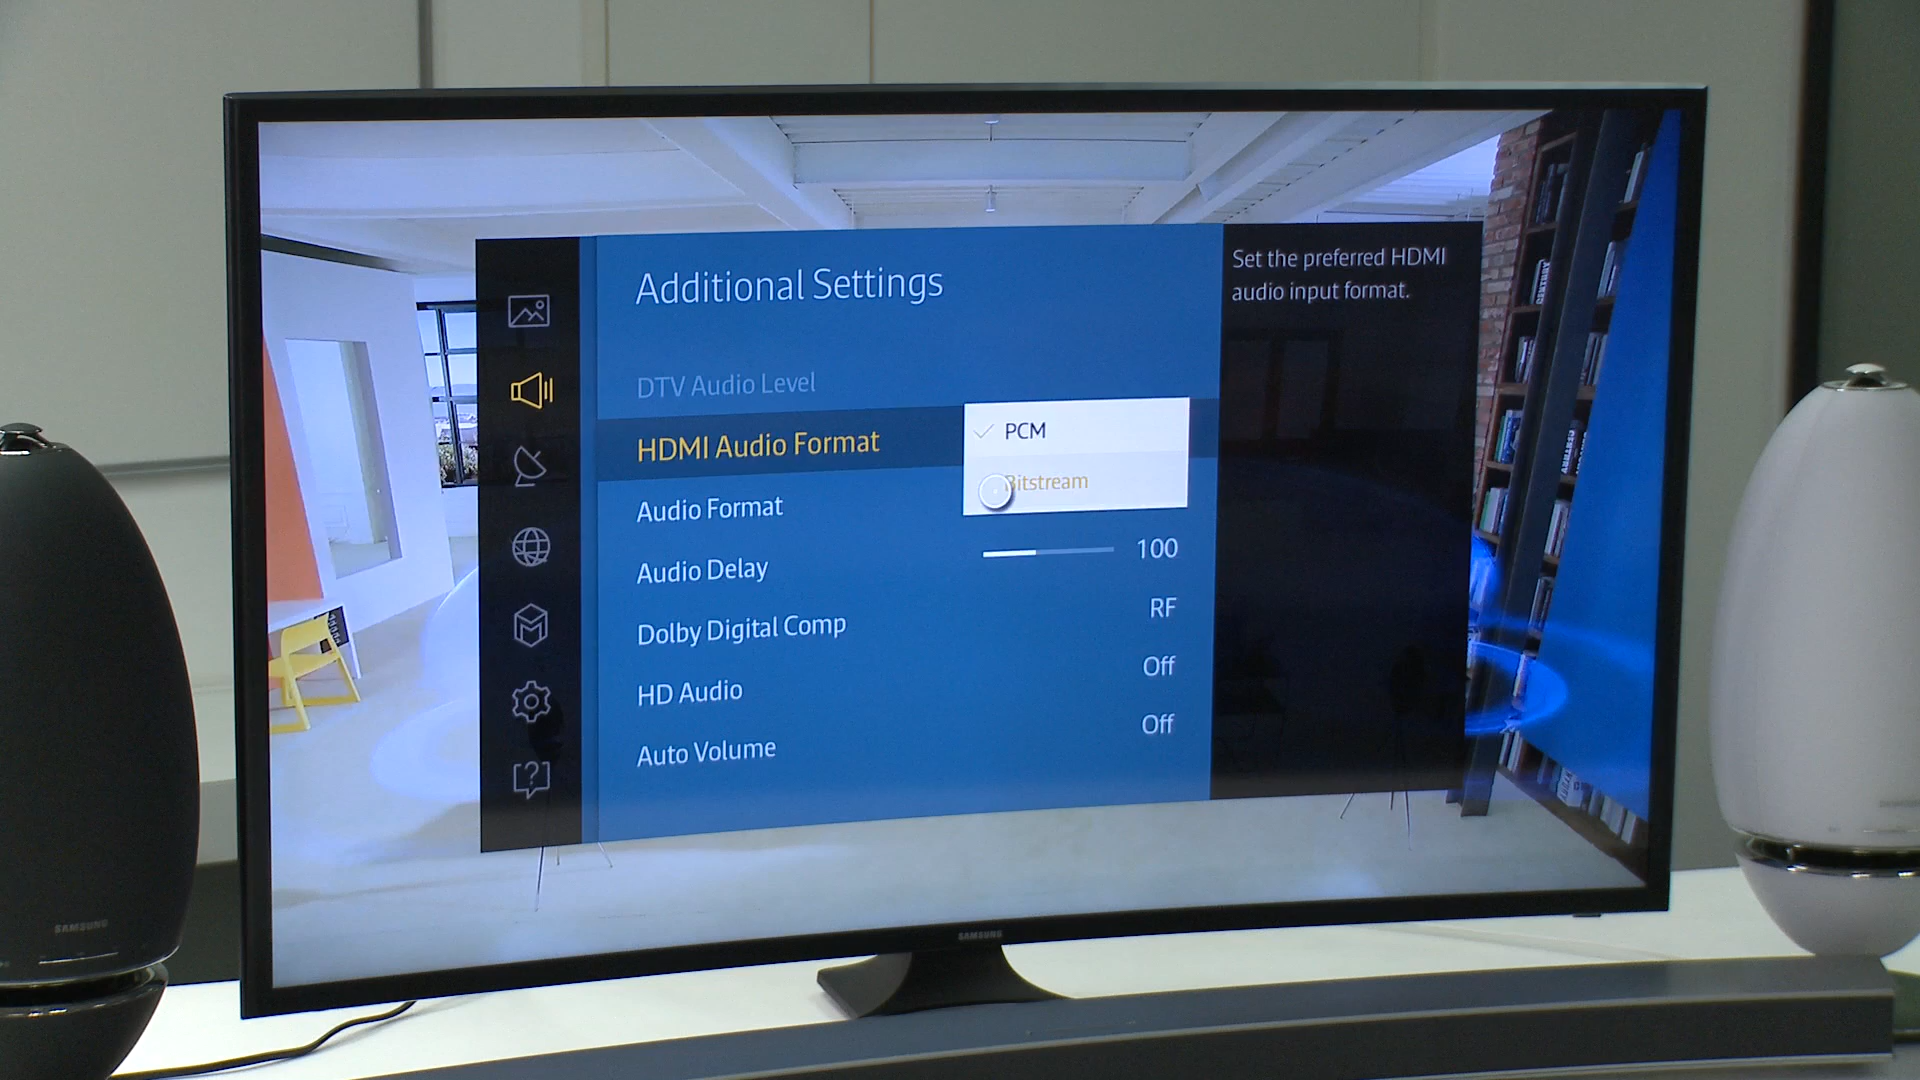 Additional Settings
DTV Audio Level
HDMI Audio Format
PCM
Bitstream
Audio Format
Audio Delay
100
Dolby Digital Comp
RF
HD Audio
Off
Auto Volume
Off
Set the preferred HDMI
audio input format.
SAMSUNG
SAMSUNG